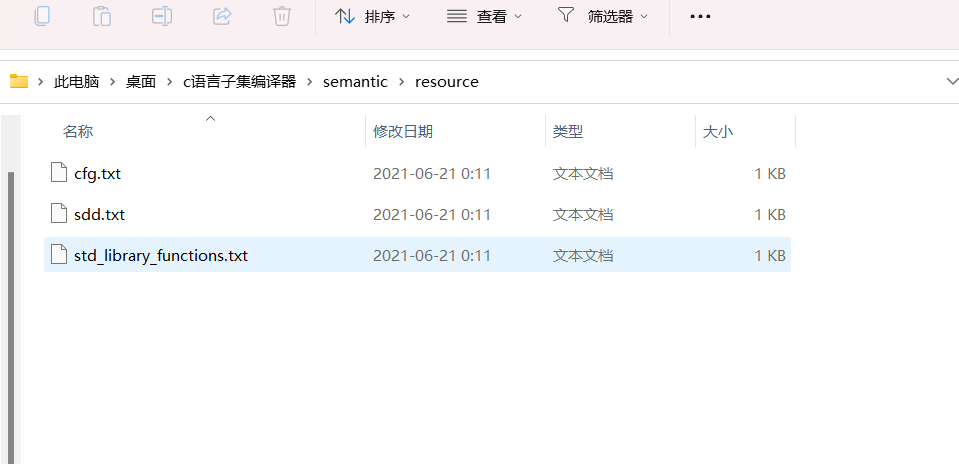 排序 查看 筛选器
此电脑 桌面 c语言子集编译器 semantic resource
名称 修改日期 类型 大小
cfg.txt 2021-06-21 0:11 文本文档 1 KB
sdd.txt 2021-06-21 0:11 文本文档 1 KB
std_library_functions.txt 2021-06-21 0:11 文本文档 1 KB